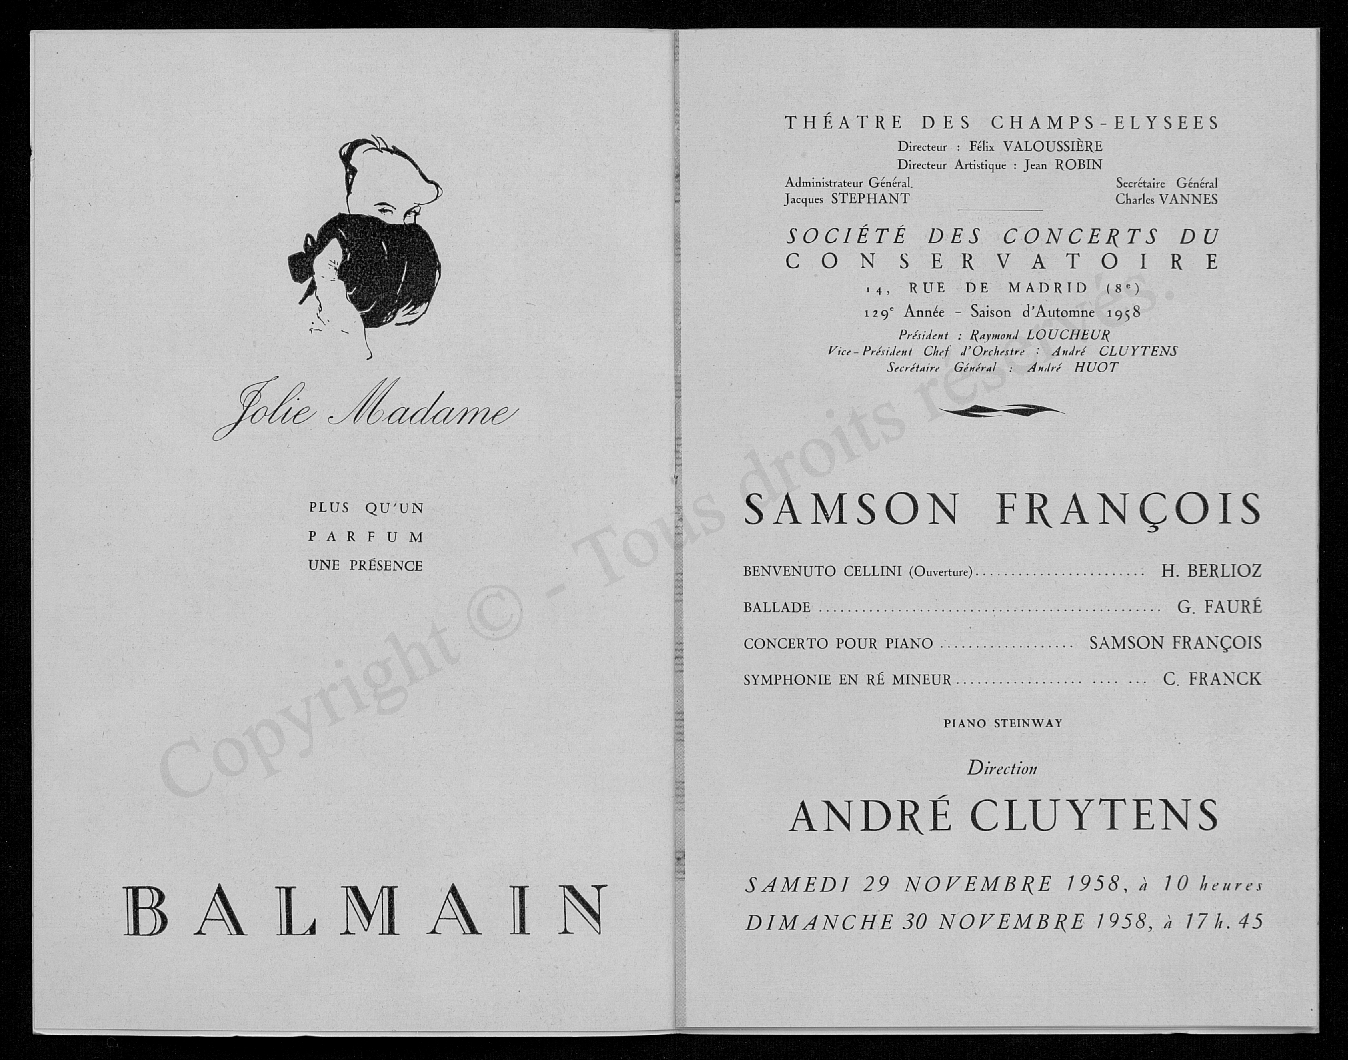 Jolie Madame
PLUS QU'UN
PARFUM
UNE PRÉSENCE
BALMAIN
THÉATRE DES CHAMPS-ELYSEES
Directeur : Félix VALOUSSIÈRE
Directeur Artistique : Jean ROBIN
Administrateur Général. Secrétaire Général
Jacques STEPHANT Charles VANNES
SOCIÉTÉ DES CONCERTS DU
CONSERVATOIRE
14, RUE DE MADRID (8e)
129e Année - Saison d'Automne 1958
Président : Raymond LOUCHEUR
Vice-Président Chef d'Orchestre : André CLUYTENS
Secrétaire Général : André HUOT
SAMSON FRANÇOIS
BENVENUTO CELLINI (Ouverture)........................ H. BERLIOZ
BALLADE ................................................ G. FAURÉ
CONCERTO POUR PIANO ................... SAMSON FRANÇOIS
SYMPHONIE EN RÉ MINEUR.................. .... ... C. FRANCK
PIANO STEINWAY
Direction
ANDRÉ CLUYTENS
SAMEDI 29 NOVEMBRE 1958, à 10 heures
DIMANCHE 30 NOVEMBRE 1958, à 17 h. 45
Copyright © - Tous droits réservés.